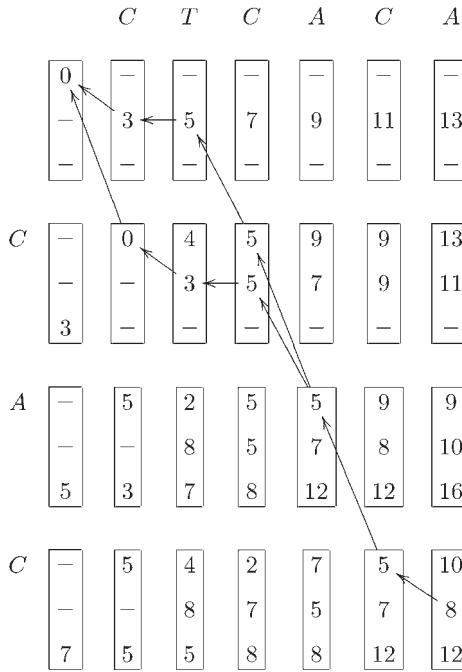 C T C A C A
0 – – – – – –
– 3 5 7 9 11 13
– – – – – – –
C – 0 4 5 9 9 13
– – 3 5 7 9 11
3 – – – – – –
A – 5 2 5 5 9 9
– – 8 5 7 8 10
5 3 7 8 12 12 16
C – 5 4 2 7 5 10
– – 8 7 5 7 8
7 5 5 8 8 12 12